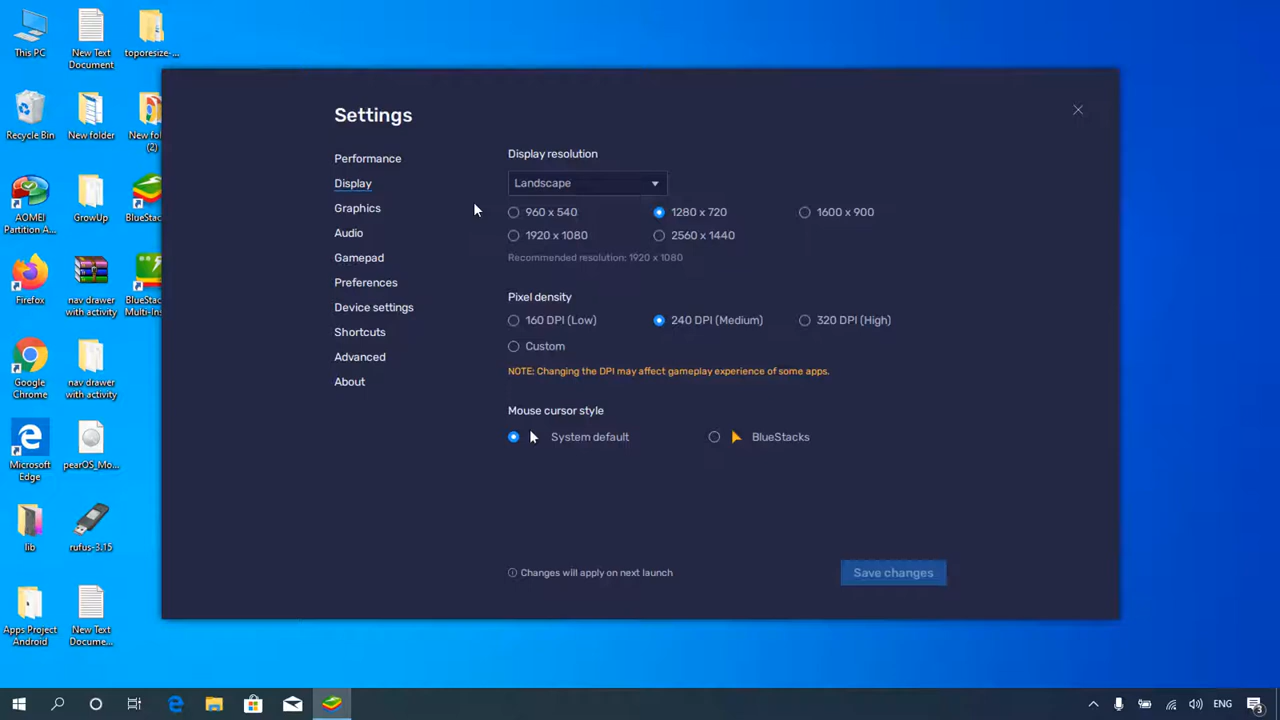 This PC
New Text
Document
toporesize-...
Recycle Bin
New folder
New fo
(2)
AOMEI
Partition A...
GrowUp
BlueStack
Firefox
nav drawer
with activity
BlueStack
Multi-Ins
Google
Chrome
nav drawer
with activity
Microsoft
Edge
pearOS_Mo...
lib
rufus-3.15
Apps Project
Android
New Text
Docume...
Settings
Performance
Display
Graphics
Audio
Gamepad
Preferences
Device settings
Shortcuts
Advanced
About
Display resolution
Landscape
960 x 540
1280 x 720
1600 x 900
1920 x 1080
2560 x 1440
Recommended resolution: 1920 x 1080
Pixel density
160 DPI (Low)
240 DPI (Medium)
320 DPI (High)
Custom
NOTE: Changing the DPI may affect gameplay experience of some apps.
Mouse cursor style
System default
BlueStacks
Changes will apply on next launch
Save changes
ENG
3